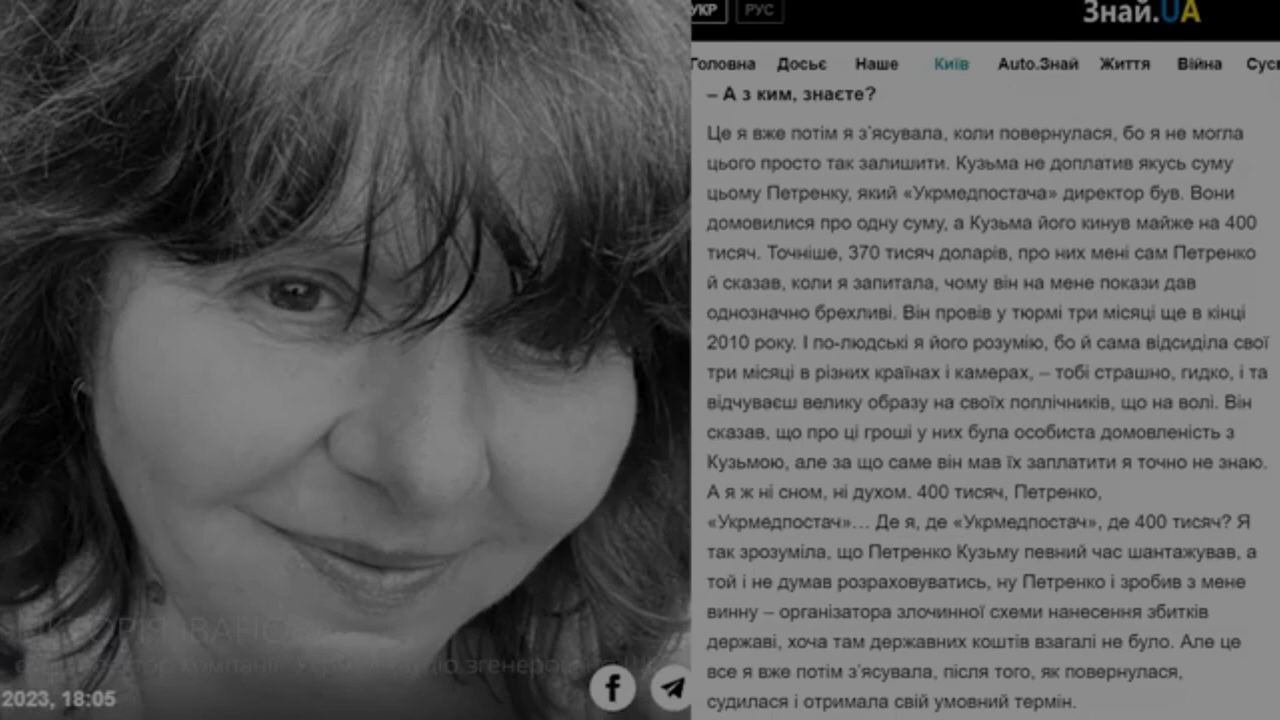 УКР РУС
Знай.UA
Головна Досьє Наше Київ Auto.Знай Життя Війна
– А з ким, знаєте?
Це я вже потім я з’ясувала, коли повернулася, бо я не могла
цього просто так залишити. Кузьма не доплатив якусь суму
цьому Петренку, який «Укрмедпостача» директор був. Вони
домовилися про одну суму, а Кузьма його кинув майже на 400
тисяч. Точніше, 370 тисяч доларів, про них мені сам Петренко
й сказав, коли я запитала, чому він на мене покази дав
однозначно брехливі. Він провів у тюрмі три місяці ще в кінці
2010 року. І по-людські я його розумію, бо й сама відсиділа свої
три місяці в різних країнах і камерах, – тобі страшно, гидко, і та
відчуваєш велику образу на своїх поплічників, що на волі. Він
сказав, що про ці гроші у них була особиста домовленість з
Кузьмою, але за що саме він мав їх заплатити я точно не знаю.
А я ж ні сном, ні духом. 400 тисяч, Петренко,
«Укрмедпостач»... Де я, де «Укрмедпостач», де 400 тисяч? Я
так зрозуміла, що Петренко Кузьму певний час шантажував, а
той і не думав розраховуватись, ну Петренко і зробив з мене
винну – організатора злочинної схеми нанесення збитків
державі, хоча там державних коштів взагалі не було. Але це
все я вже потім з’ясувала, після того, як повернулася,
судилася і отримала свій умовний термін.
2023, 18:05